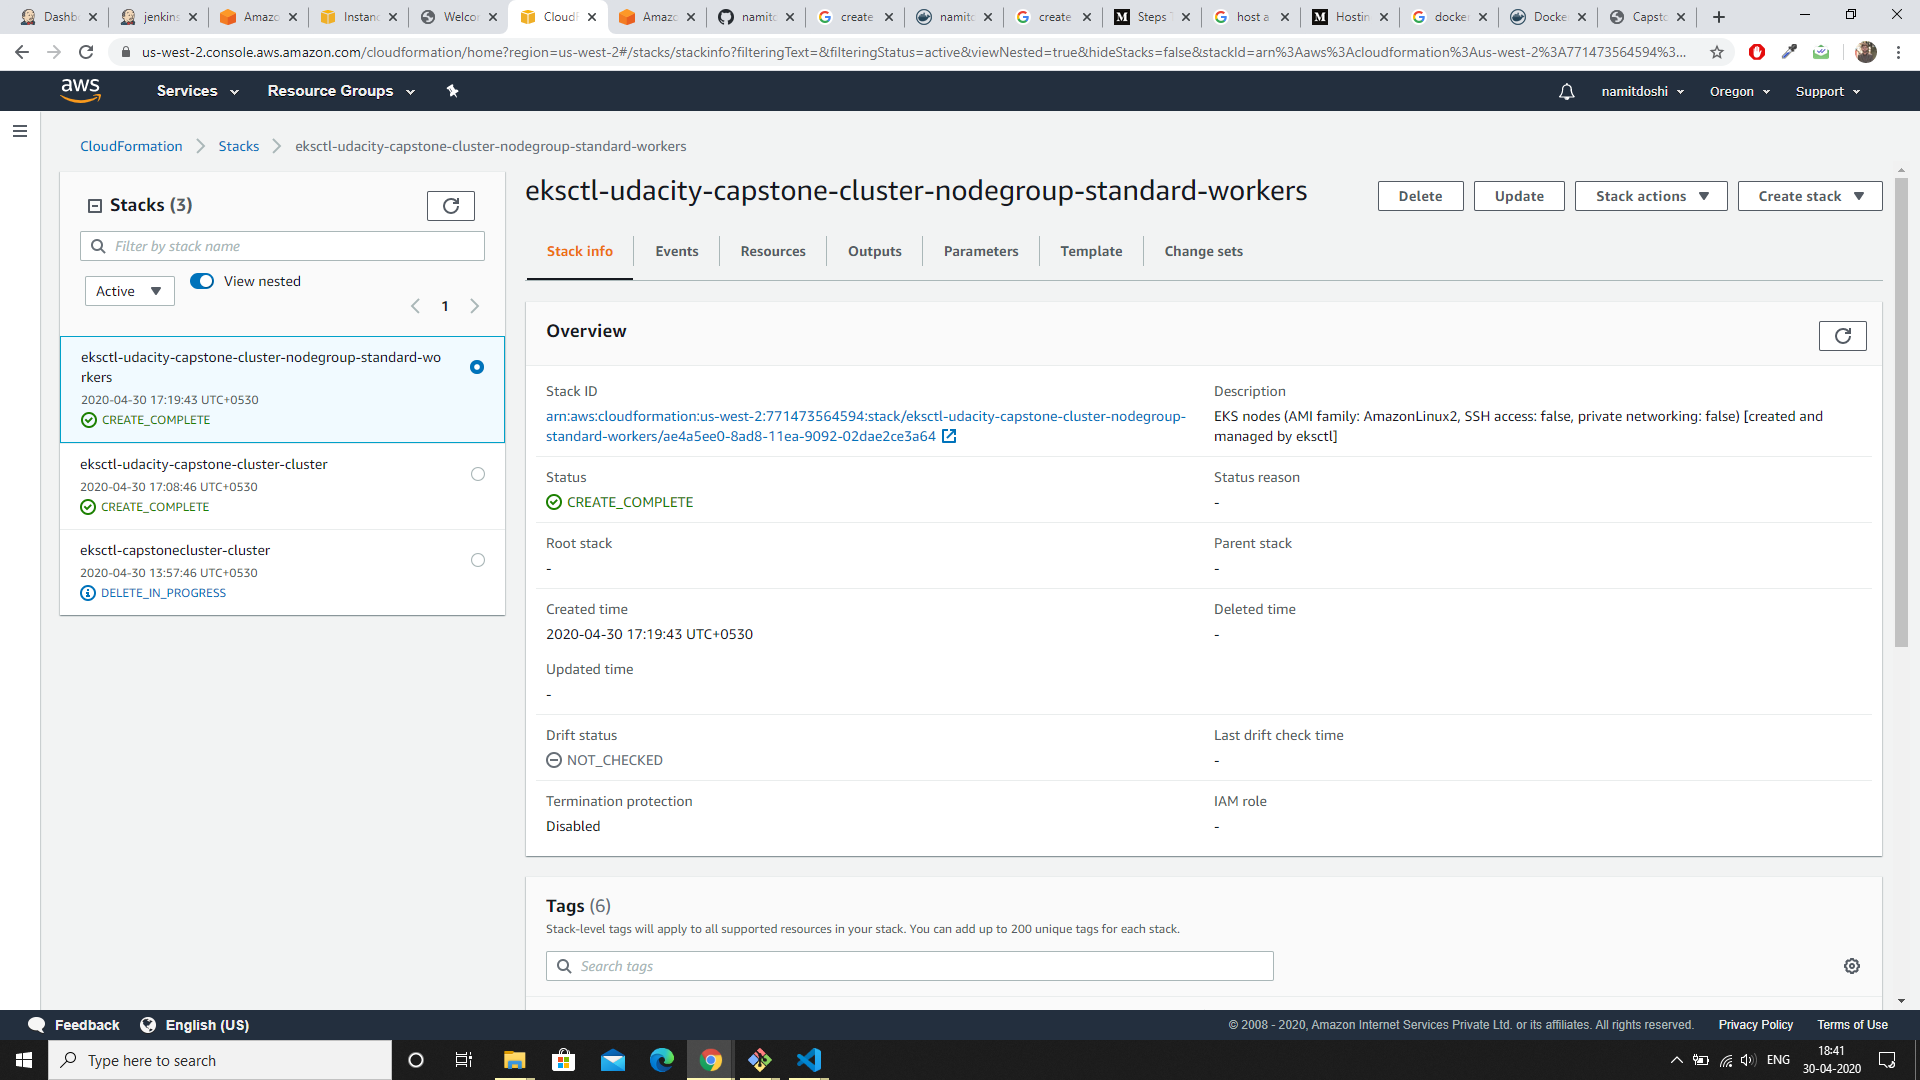 Dashb
jenkins
Amazo
Instanc
Welcor
CloudF
Amazo
namitd
create
namitd
create
Steps T
host a
Hostin
docker
Docke
Capsto
us-west-2.console.aws.amazon.com/cloudformation/home?region=us-west-2#/stacks/stackinfo?filteringText=&filteringStatus=active&viewNested=true&hideStacks=false&stackId=arn%3Aaws%3Acloudformation%3Aus-west-2%3A771473564594%3...
aws
Services
Resource Groups
namitdoshi
Oregon
Support
CloudFormation
Stacks
eksctl-udacity-capstone-cluster-nodegroup-standard-workers
Stacks (3)
Filter by stack name
Active
View nested
1
eksctl-udacity-capstone-cluster-nodegroup-standard-wo
rkers
2020-04-30 17:19:43 UTC+0530
CREATE_COMPLETE
eksctl-udacity-capstone-cluster-cluster
2020-04-30 17:08:46 UTC+0530
CREATE_COMPLETE
eksctl-capstonecluster-cluster
2020-04-30 13:57:46 UTC+0530
DELETE_IN_PROGRESS
eksctl-udacity-capstone-cluster-nodegroup-standard-workers
Delete
Update
Stack actions
Create stack
Stack info
Events
Resources
Outputs
Parameters
Template
Change sets
Overview
Stack ID
arn:aws:cloudformation:us-west-2:771473564594:stack/eksctl-udacity-capstone-cluster-nodegroup-
standard-workers/ae4a5ee0-8ad8-11ea-9092-02dae2ce3a64
Description
EKS nodes (AMI family: AmazonLinux2, SSH access: false, private networking: false) [created and
managed by eksctl]
Status
CREATE_COMPLETE
Status reason
-
Root stack
-
Parent stack
-
Created time
2020-04-30 17:19:43 UTC+0530
Deleted time
-
Updated time
-
Drift status
NOT_CHECKED
Last drift check time
-
Termination protection
Disabled
IAM role
-
Tags (6)
Stack-level tags will apply to all supported resources in your stack. You can add up to 200 unique tags for each stack.
Search tags
Feedback
English (US)
© 2008 - 2020, Amazon Internet Services Private Ltd. or its affiliates. All rights reserved.
Privacy Policy
Terms of Use
Type here to search
ENG
18:41
30-04-2020